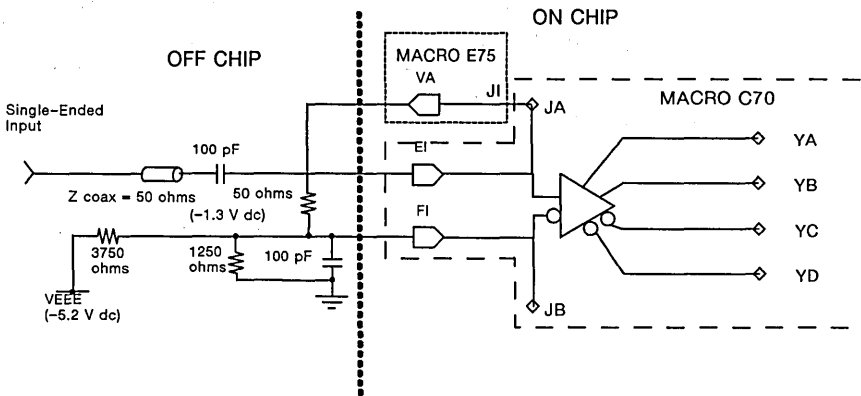 ON CHIP
OFF CHIP
MACRO E75
VA
JI
JA
MACRO C70
Single-Ended
Input
100 pF
EI
YA
Z coax = 50 ohms
50 ohms
(-1.3 V dc)
YB
FI
YC
3750
ohms
1250
ohms
100 pF
YD
VEEE
(-5.2 V dc)
JB